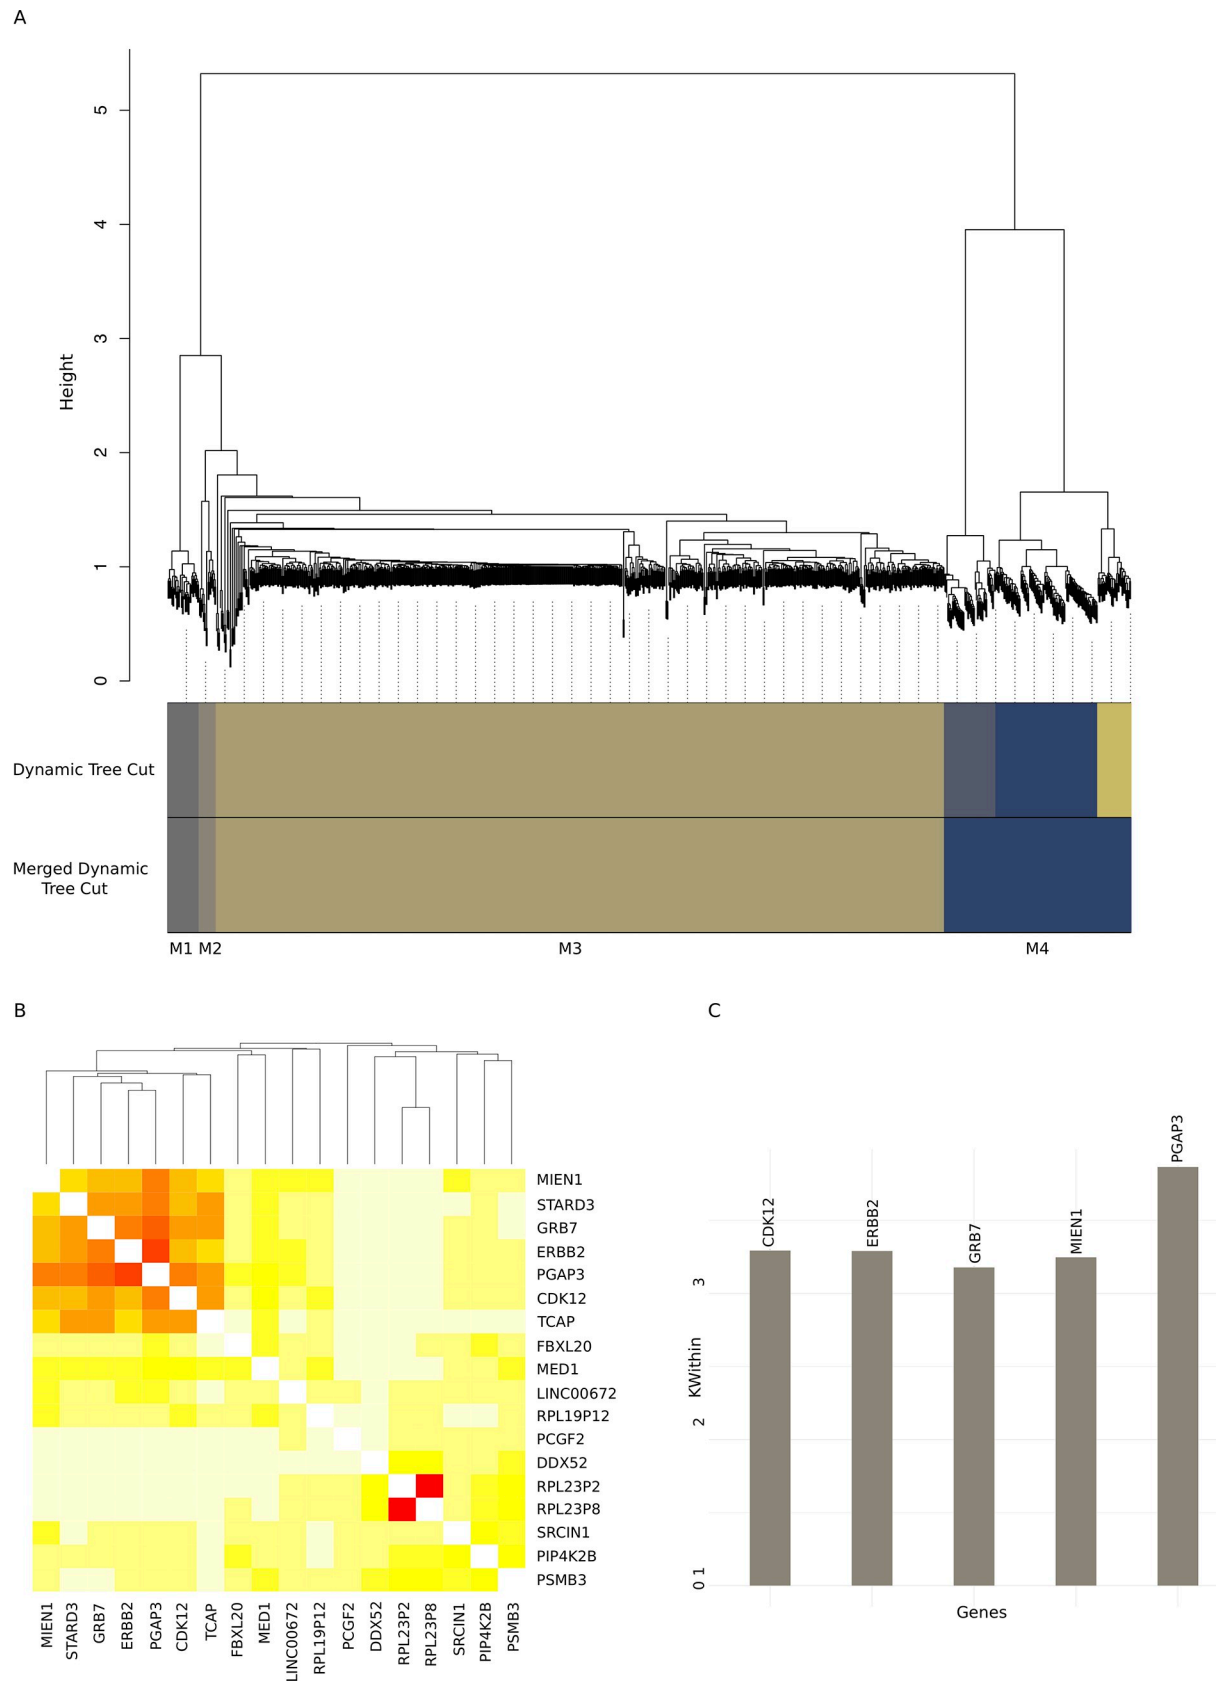 A
5
4
3
2
1
0
Height
Dynamic Tree Cut
Merged Dynamic
Tree Cut
M1 M2 M3 M4
B
MIEN1
STARD3
GRB7
ERBB2
PGAP3
CDK12
TCAP
FBXL20
MED1
LINC00672
RPL19P12
PCGF2
DDX52
RPL23P2
RPL23P8
SRCIN1
PIP4K2B
PSMB3
MIEN1
STARD3
GRB7
ERBB2
PGAP3
CDK12
TCAP
FBXL20
MED1
LINC00672
RPL19P12
PCGF2
DDX52
RPL23P2
RPL23P8
SRCIN1
PIP4K2B
PSMB3
C
CDK12
ERBB2
GRB7
MIEN1
PGAP3
3
KWithin
2
0 1
Genes